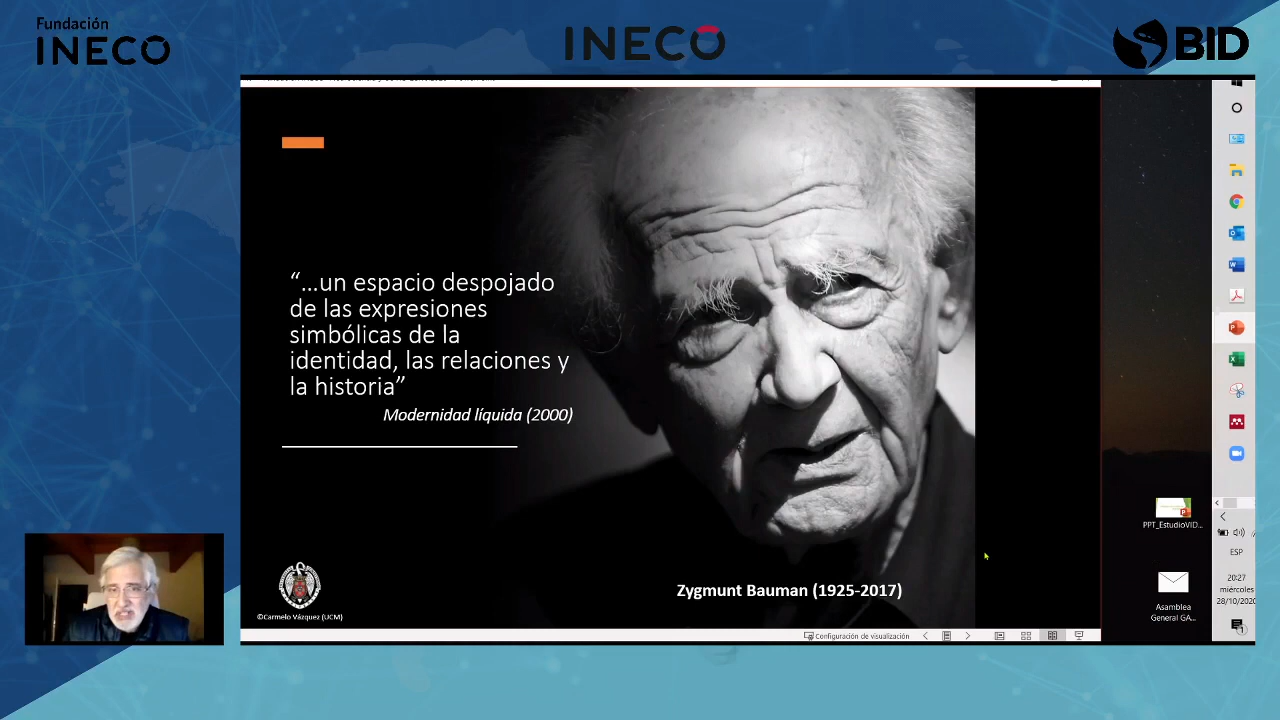 Fundación
INECO
INECO
BID
“...un espacio despojado
de las expresiones
simbólicas de la
identidad, las relaciones y
la historia”
Modernidad líquida (2000)
Zygmunt Bauman (1925-2017)
©Carmelo Vázquez (UCM)
Configuración de visualización
PPT_EstudioVID...
Asamblea
General GA...
ESP
20:27
miércoles
28/10/2020